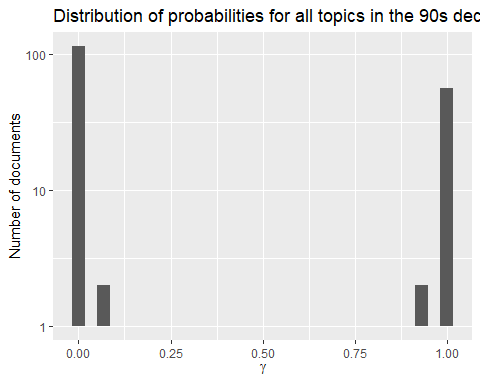 Distribution of probabilities for all topics in the 90s dec
100
10
1
Number of documents
0.00 0.25 0.50 0.75 1.00
γ